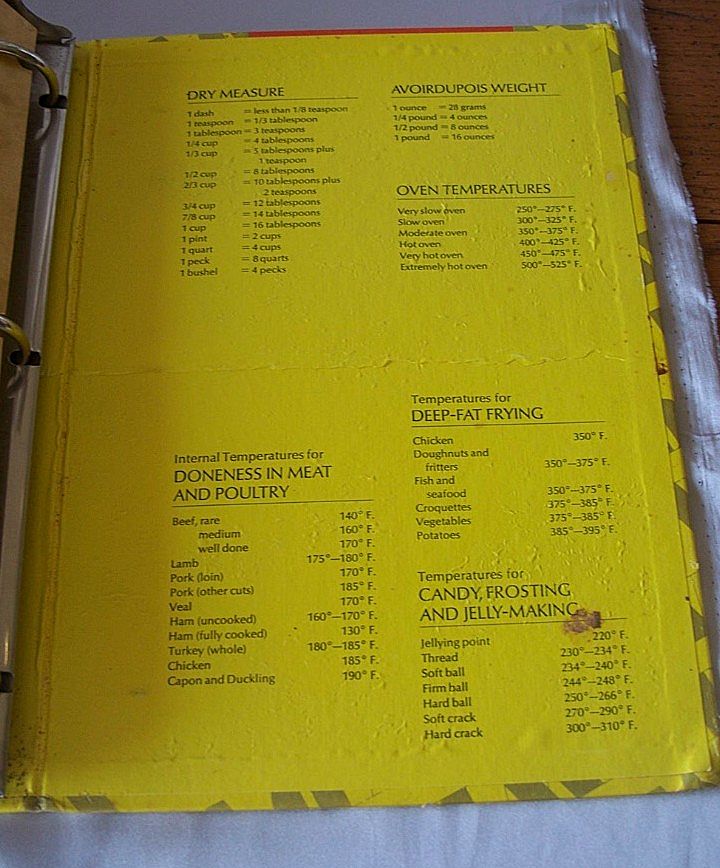 DRY MEASURE
1 dash = less than 1/8 teaspoon
1 teaspoon = 1/3 tablespoon
1 tablespoon = 3 teaspoons
1/4 cup = 4 tablespoons
1/3 cup = 5 tablespoons plus
1 teaspoon
1/2 cup = 8 tablespoons
2/3 cup = 10 tablespoons plus
2 teaspoons
3/4 cup = 12 tablespoons
7/8 cup = 14 tablespoons
1 cup = 16 tablespoons
1 pint = 2 cups
1 quart = 4 cups
1 peck = 8 quarts
1 bushel = 4 pecks
AVOIRDUPOIS WEIGHT
1 ounce = 28 grams
1/4 pound = 4 ounces
1/2 pound = 8 ounces
1 pound = 16 ounces
OVEN TEMPERATURES
Very slow oven 250°—275° F.
Slow oven 300°—325° F.
Moderate oven 350°—375° F.
Hot oven 400°—425° F.
Very hot oven 450°—475° F.
Extremely hot oven 500°—525° F.
Internal Temperatures for
DONENESS IN MEAT
AND POULTRY
Beef, rare 140° F.
medium 160° F.
well done 170° F.
Lamb 175°—180° F.
Pork (loin) 170° F.
Pork (other cuts) 185° F.
Veal 170° F.
Ham (uncooked) 160°—170° F.
Ham (fully cooked) 130° F.
Turkey (whole) 180°—185° F.
Chicken 185° F.
Capon and Duckling 190° F.
Temperatures for
DEEP-FAT FRYING
Chicken 350° F.
Doughnuts and
fritters 350°—375° F.
Fish and
seafood 350°—375° F.
Croquettes 375°—385° F.
Vegetables 375°—385° F.
Potatoes 385°—395° F.
Temperatures for
CANDY, FROSTING
AND JELLY-MAKING
Jellying point 220° F.
Thread 230°—234° F.
Soft ball 234°—240° F.
Firm ball 244°—248° F.
Hard ball 250°—266° F.
Soft crack 270°—290° F.
Hard crack 300°—310° F.